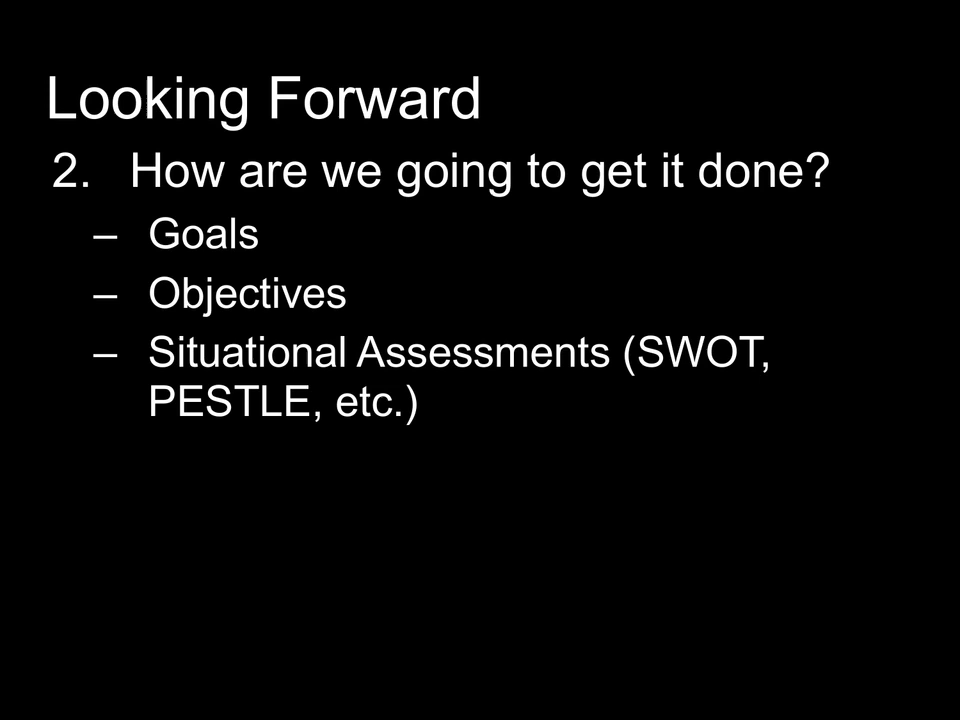 Looking Forward
2. How are we going to get it done?
– Goals
– Objectives
– Situational Assessments (SWOT,
PESTLE, etc.)